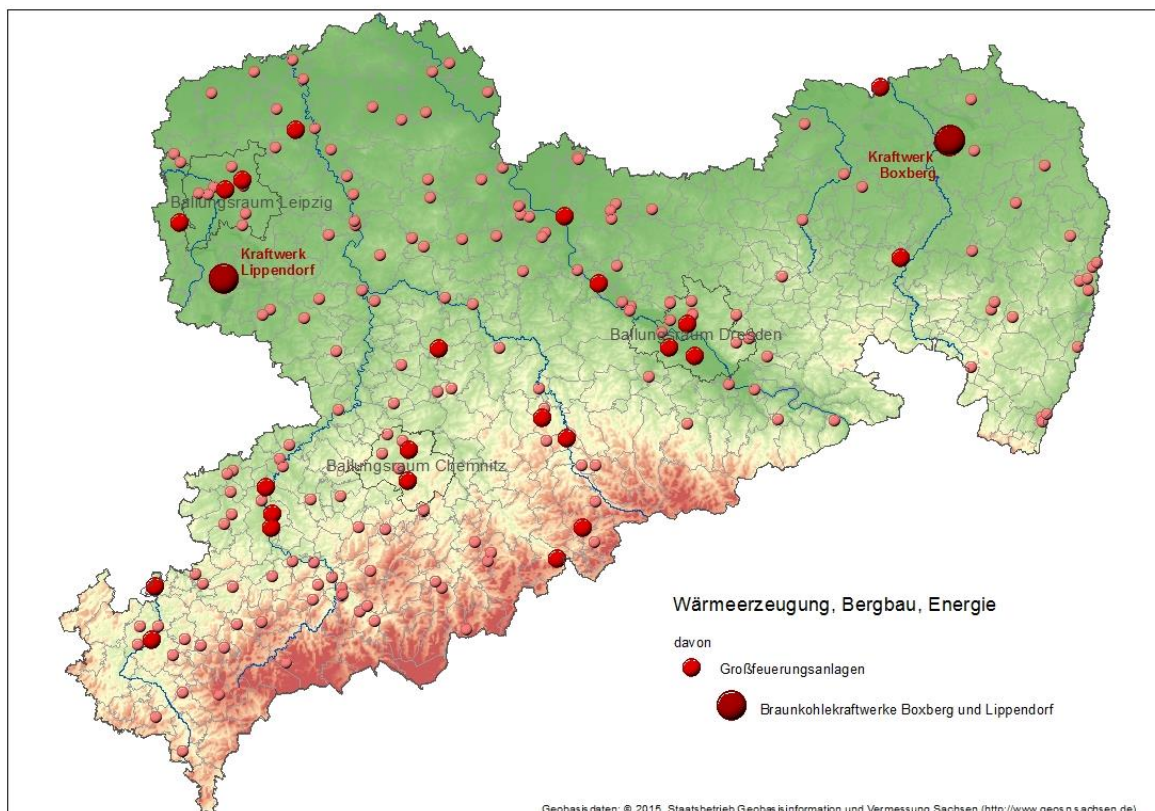 Kraftwerk
Boxberg
Ballungsraum Leipzig
Kraftwerk
Lippendorf
Ballungsraum Dresden
Ballungsraum Chemnitz
Wärmeerzeugung, Bergbau, Energie
davon
Großfeuerungsanlagen
Braunkohlekraftwerke Boxberg und Lippendorf
Geobasisdaten: © 2015, Staatsbetrieb Geobasisinformation und Vermessung Sachsen (http://www.geosn.sachsen.de)